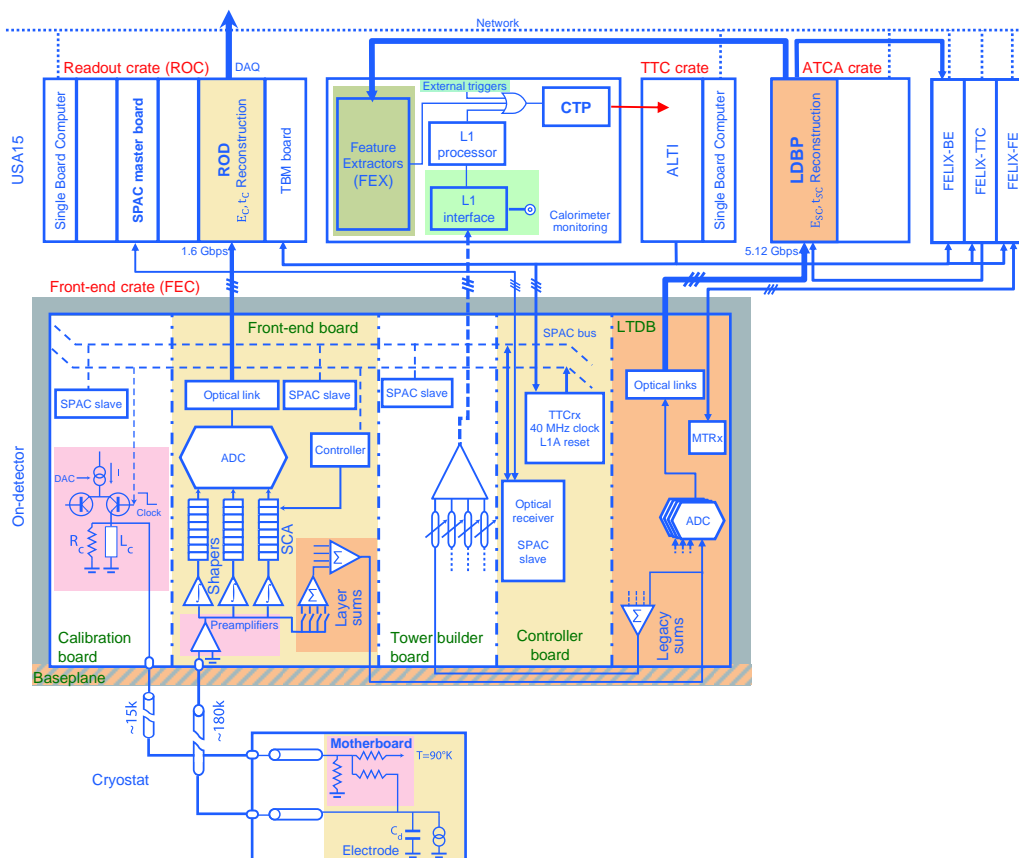 Network
Readout crate (ROC)
DAQ
TTC crate
ATCA crate
USA15
Single Board Computer
SPAC master board
ROD
E_C, t_C Reconstruction
TBM board
External triggers
Feature
Extractors
(FEX)
CTP
L1
processor
L1
interface
Calorimeter
monitoring
ALTI
Single Board Computer
LDBP
E_SC, t_SC Reconstruction
FELIX-BE
FELIX-TTC
FELIX-FE
1.6 Gbps
5.12 Gbps
Front-end crate (FEC)
On-detector
Front-end board
SPAC bus
LTDB
SPAC slave
Optical link
SPAC slave
SPAC slave
Optical links
TTCrx
40 MHz clock
L1A reset
MTRx
ADC
Controller
DAC
I
Clock
R_c
L_c
Shapers
SCA
Optical
receiver
SPAC
slave
ADC
Σ
Σ
Layer
sums
Σ
Legacy
sums
∫
∫
∫
Preamplifiers
Calibration
board
Tower builder
board
Controller
board
Baseplane
~15k
~180k
Cryostat
Motherboard
T=90°K
C_d
Electrode